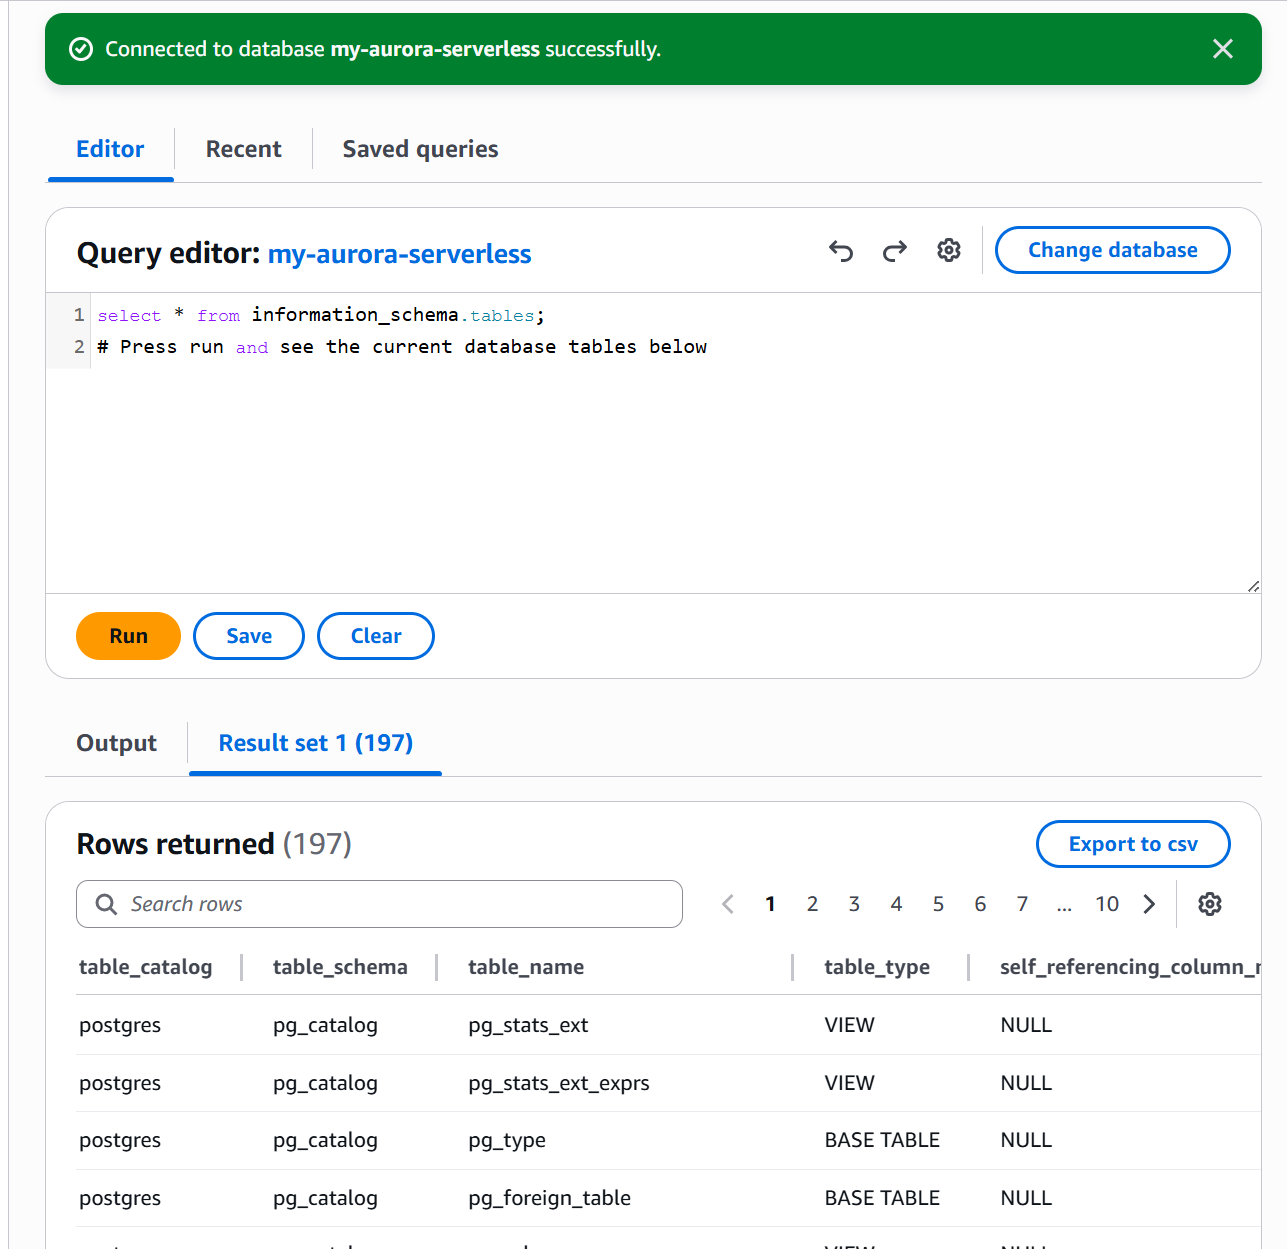 Connected to database my-aurora-serverless successfully.
Editor Recent Saved queries
Query editor: my-aurora-serverless Change database
1 select * from information_schema.tables;
2 # Press run and see the current database tables below
Run Save Clear
Output Result set 1 (197)
Rows returned (197) Export to csv
Search rows 1 2 3 4 5 6 7 ... 10
table_catalog table_schema table_name table_type self_referencing_column_
postgres pg_catalog pg_stats_ext VIEW NULL
postgres pg_catalog pg_stats_ext_exprs VIEW NULL
postgres pg_catalog pg_type BASE TABLE NULL
postgres pg_catalog pg_foreign_table BASE TABLE NULL